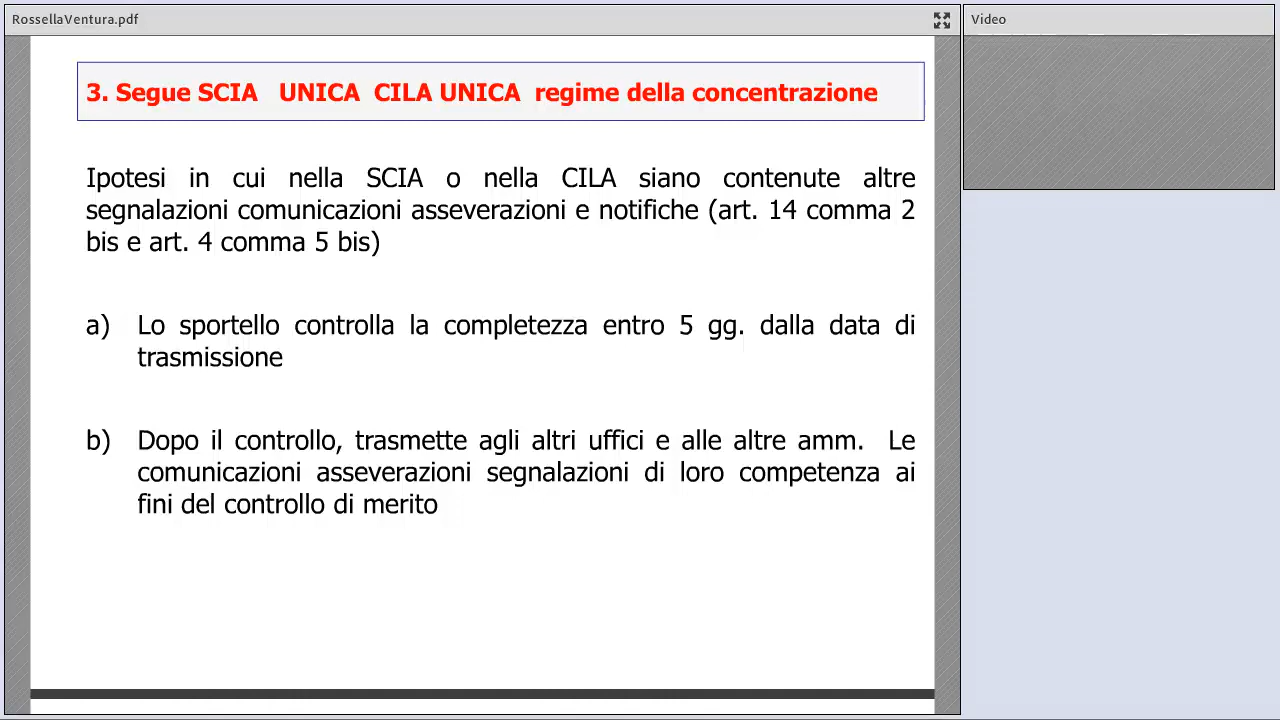 RossellaVentura.pdf
Video
3. Segue SCIA UNICA CILA UNICA regime della concentrazione
Ipotesi in cui nella SCIA o nella CILA siano contenute altre
segnalazioni comunicazioni asseverazioni e notifiche (art. 14 comma 2
bis e art. 4 comma 5 bis)
a) Lo sportello controlla la completezza entro 5 gg. dalla data di
trasmissione
b) Dopo il controllo, trasmette agli altri uffici e alle altre amm. Le
comunicazioni asseverazioni segnalazioni di loro competenza ai
fini del controllo di merito